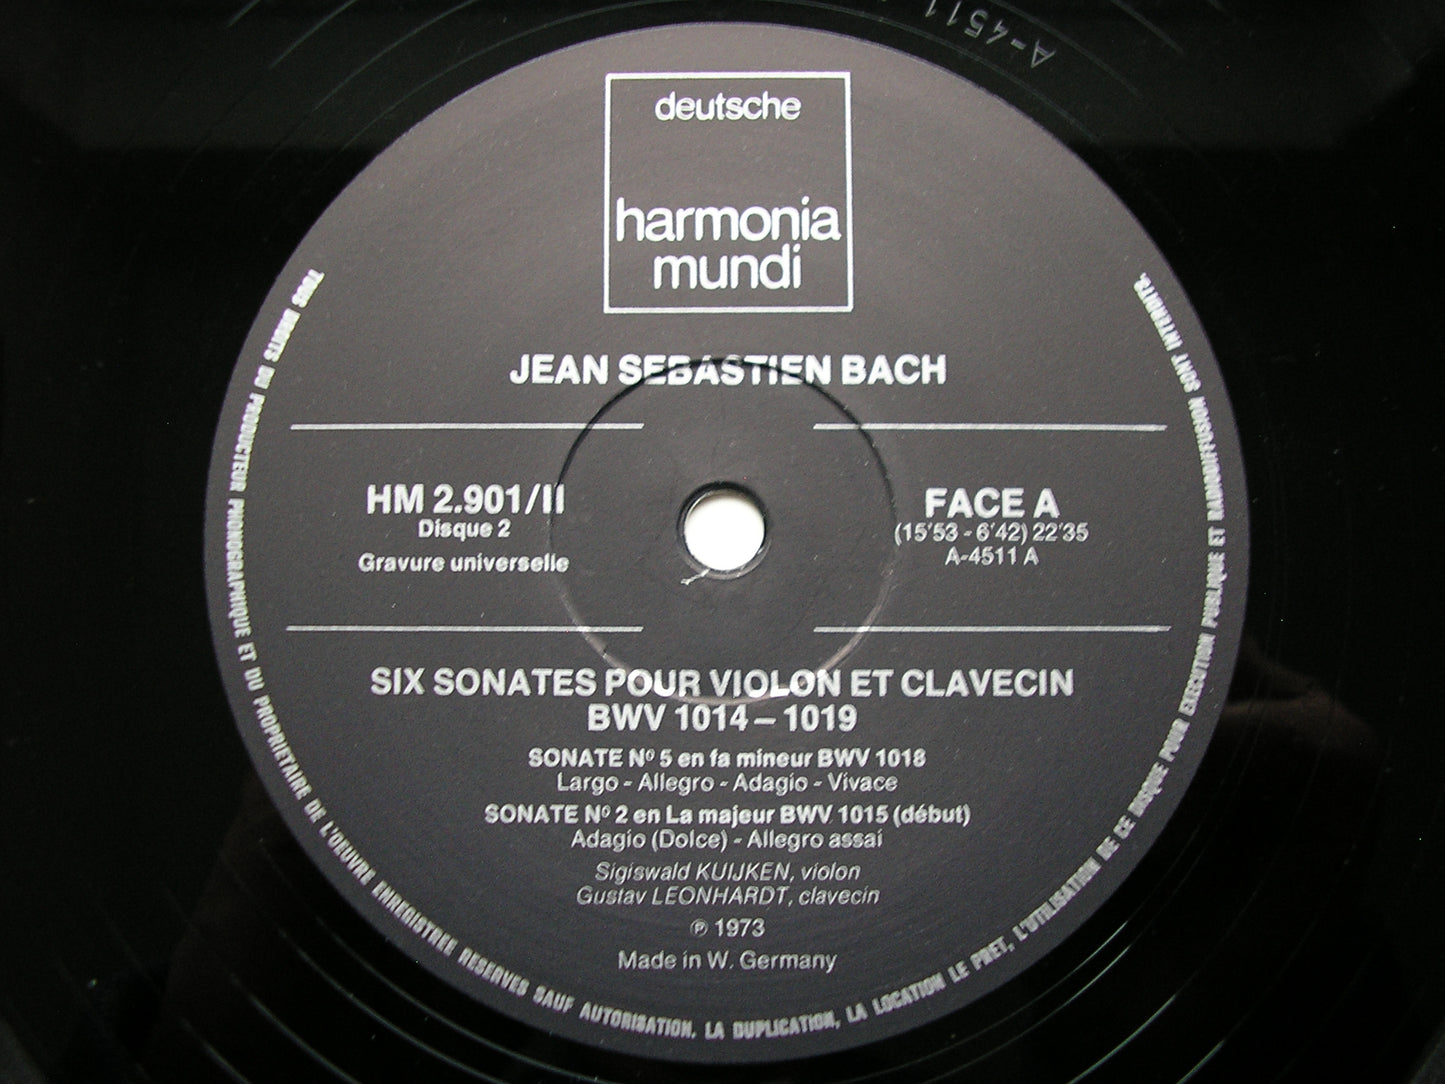 A-4511
deutsche
harmonia
mundi
JEAN SEBASTIEN BACH
HM 2.901/II
Disque 2
Gravure universelle
FACE A
(15'53 - 6'42) 22'35
A-4511 A
SIX SONATES POUR VIOLON ET CLAVECIN
BWV 1014 – 1019
SONATE Nº 5 en fa mineur BWV 1018
Largo - Allegro - Adagio - Vivace
SONATE Nº 2 en La majeur BWV 1015 (début)
Adagio (Dolce) - Allegro assai
Sigiswald KUIJKEN, violon
Gustav LEONHARDT, clavecin
℗ 1973
Made in W. Germany
TOUS DROITS DU PRODUCTEUR PHONOGRAPHIQUE ET DU PROPRIETAIRE DE L'OEUVRE ENREGISTREE RESERVES SAUF AUTORISATION. LA DUPLICATION, LA LOCATION LE PRET, L'UTILISATION DE CE DISQUE POUR EXECUTION PUBLIQUE ET RADIODIFFUSION SONT INTERDITS.